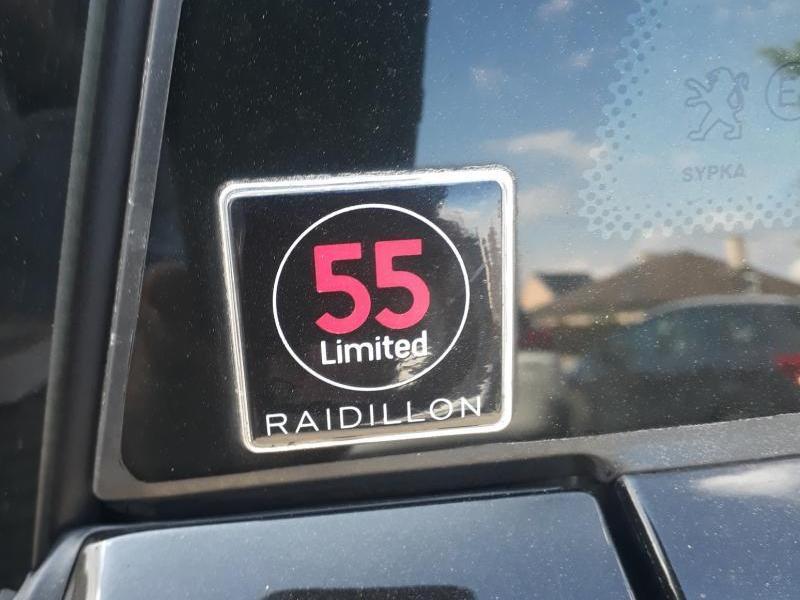 55
Limited
RAIDILLON
SYPKA
E